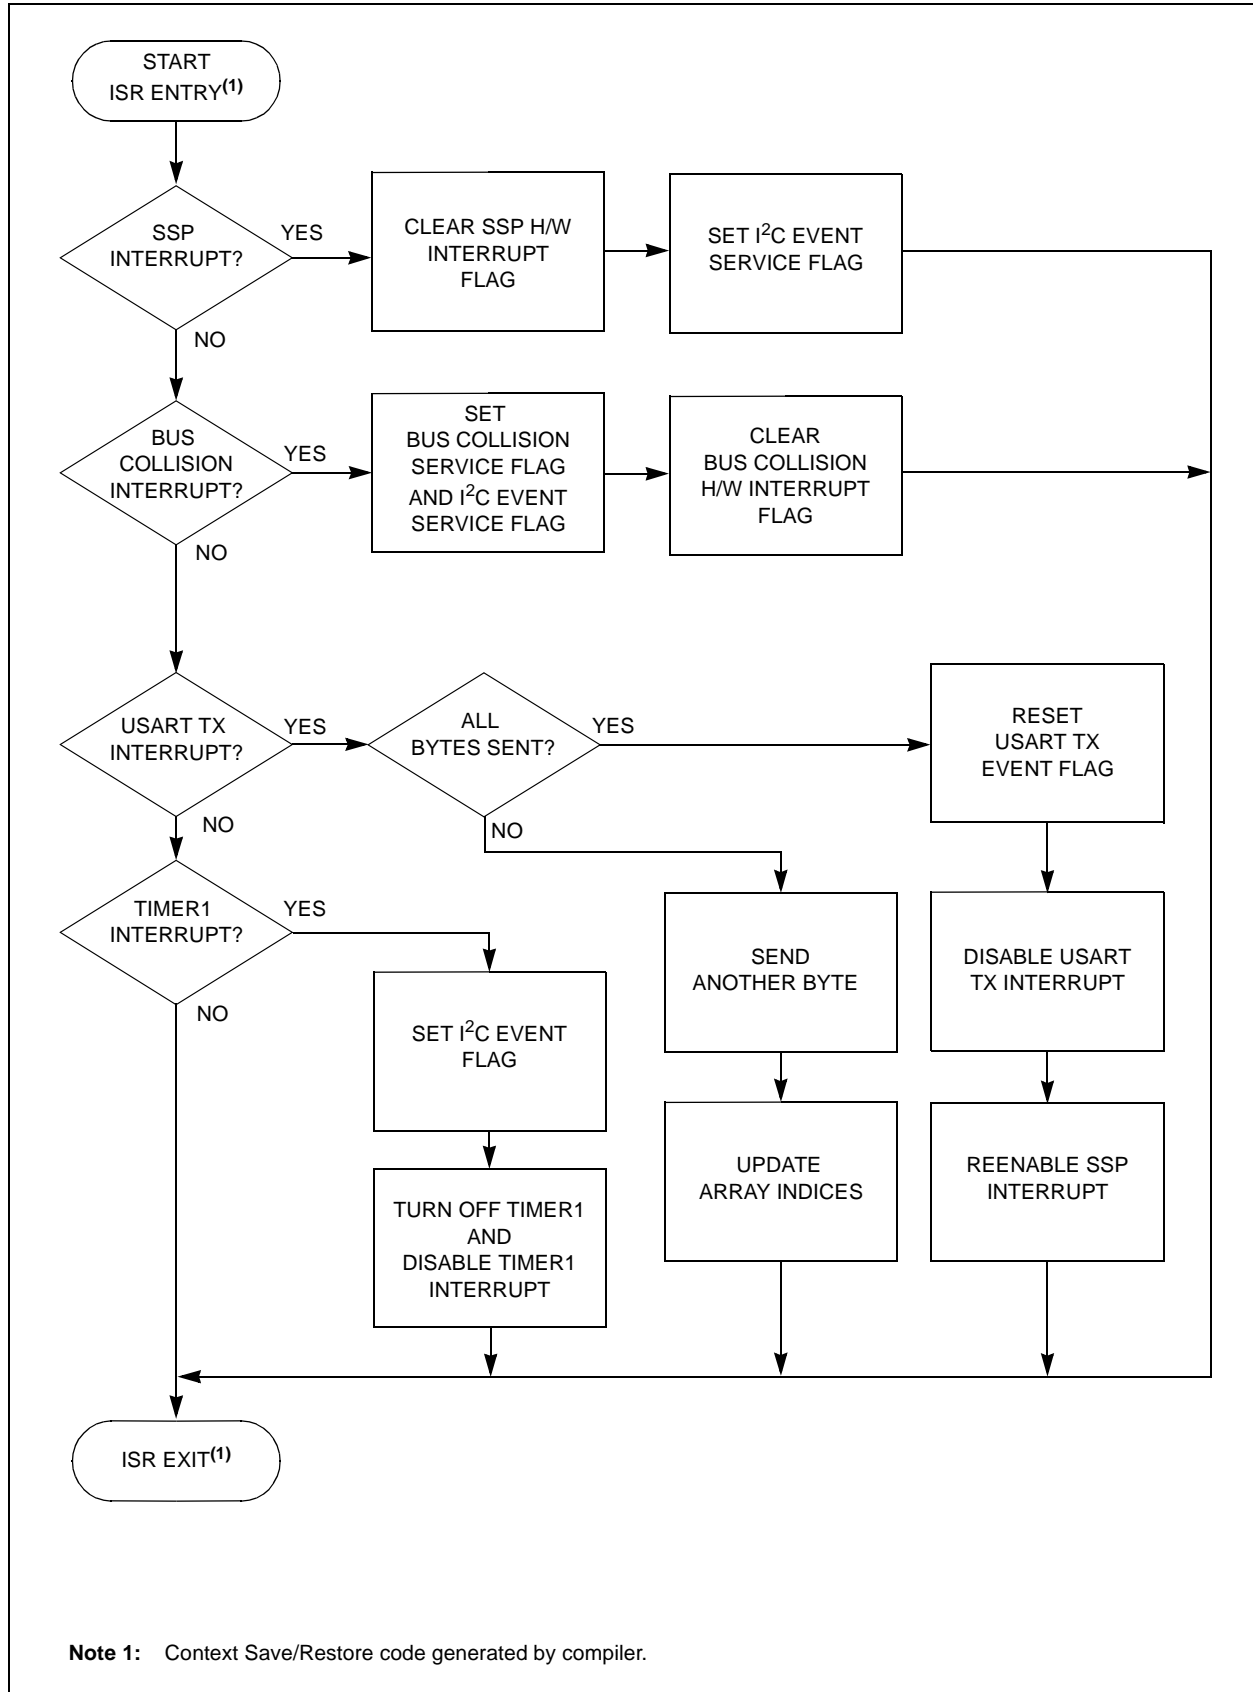 START
ISR ENTRY(1)
SSP
INTERRUPT?
YES
CLEAR SSP H/W
INTERRUPT
FLAG
SET I2C EVENT
SERVICE FLAG
NO
BUS
COLLISION
INTERRUPT?
YES
SET
BUS COLLISION
SERVICE FLAG
AND I2C EVENT
SERVICE FLAG
CLEAR
BUS COLLISION
H/W INTERRUPT
FLAG
NO
USART TX
INTERRUPT?
YES
ALL
BYTES SENT?
YES
RESET
USART TX
EVENT FLAG
NO
NO
TIMER1
INTERRUPT?
YES
SEND
ANOTHER BYTE
DISABLE USART
TX INTERRUPT
NO
SET I2C EVENT
FLAG
UPDATE
ARRAY INDICES
REENABLE SSP
INTERRUPT
TURN OFF TIMER1
AND
DISABLE TIMER1
INTERRUPT
ISR EXIT(1)
Note 1: Context Save/Restore code generated by compiler.